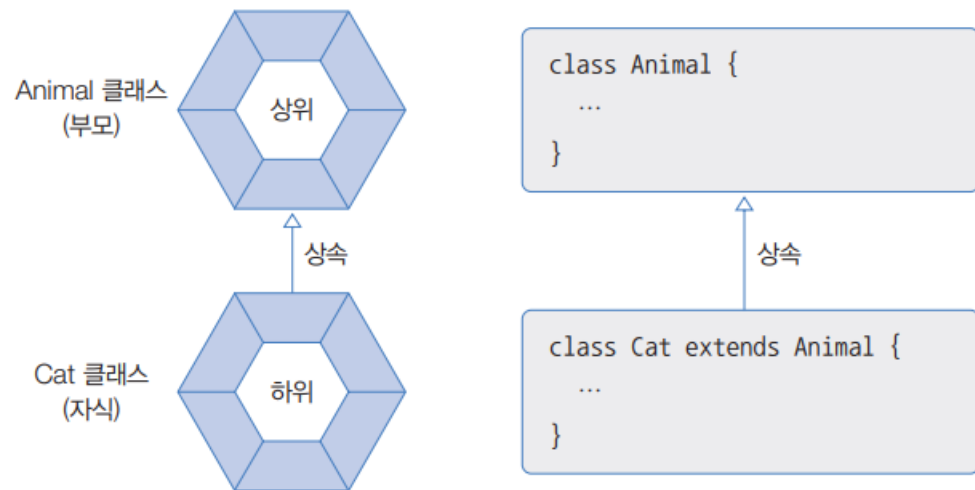 Animal 클래스
(부모)
상위
class Animal {
…
}
상속
상속
Cat 클래스
(자식)
하위
class Cat extends Animal {
…
}